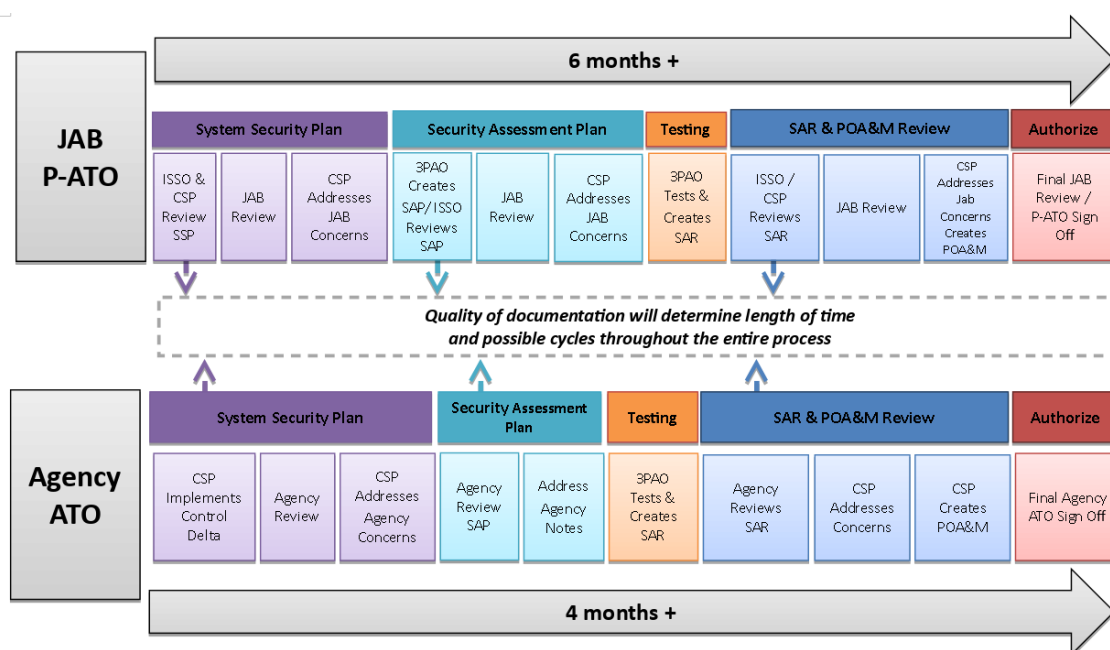 6 months +
JAB
P-ATO
System Security Plan
Security Assessment Plan
Testing
SAR & POA&M Review
Authorize
ISSO &
CSP
Review
SSP
JAB
Review
CSP
Addresses
JAB
Concerns
3PAO
Creates
SAP/ISSO
Reviews
SAP
JAB
Review
CSP
Addresses
JAB
Concerns
3PAO
Tests &
Creates
SAR
ISSO /
CSP
Reviews
SAR
JAB Review
CSP
Addresses
Jab
Concerns
Creates
POA&M
Final JAB
Review /
P-ATO Sign
Off
Quality of documentation will determine length of time
and possible cycles throughout the entire process
Agency
ATO
System Security Plan
Security Assessment
Plan
Testing
SAR & POA&M Review
Authorize
CSP
Implements
Control
Delta
Agency
Review
CSP
Addresses
Agency
Concerns
Agency
Review
SAP
Address
Agency
Notes
3PAO
Tests &
Creates
SAR
Agency
Reviews
SAR
CSP
Addresses
Concerns
CSP
Creates
POA&M
Final Agency
ATO Sign Off
4 months +